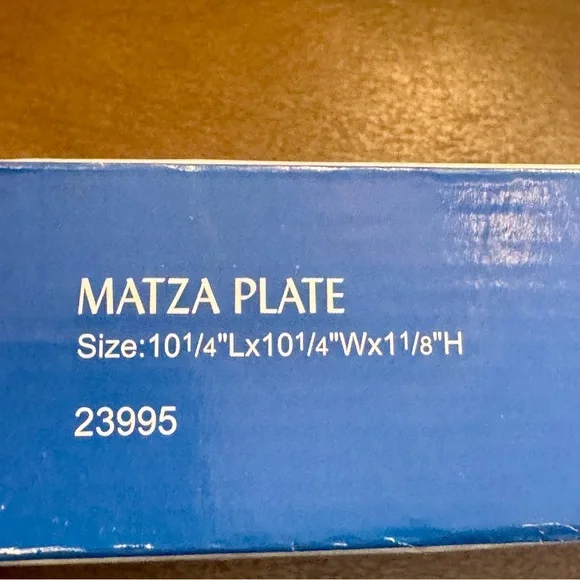 MATZA PLATE
Size:10 1/4"Lx10 1/4"Wx1 1/8"H
23995